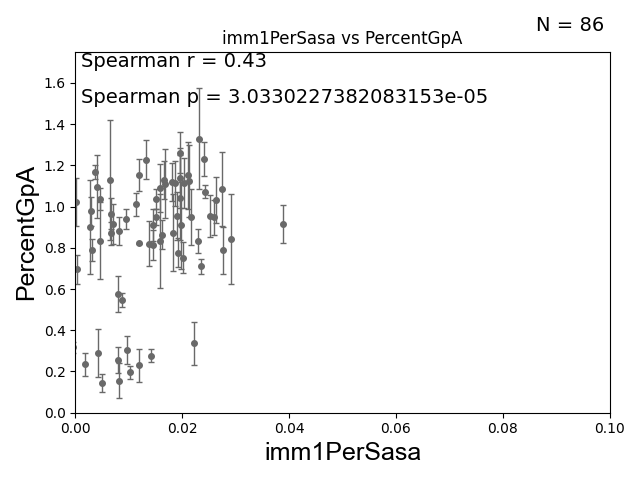 N = 86
imm1PerSasa vs PercentGpA
Spearman r = 0.43
Spearman p = 3.0330227382083153e-05
PercentGpA
1.6
1.4
1.2
1.0
0.8
0.6
0.4
0.2
0.0
0.00 0.02 0.04 0.06 0.08 0.10
imm1PerSasa